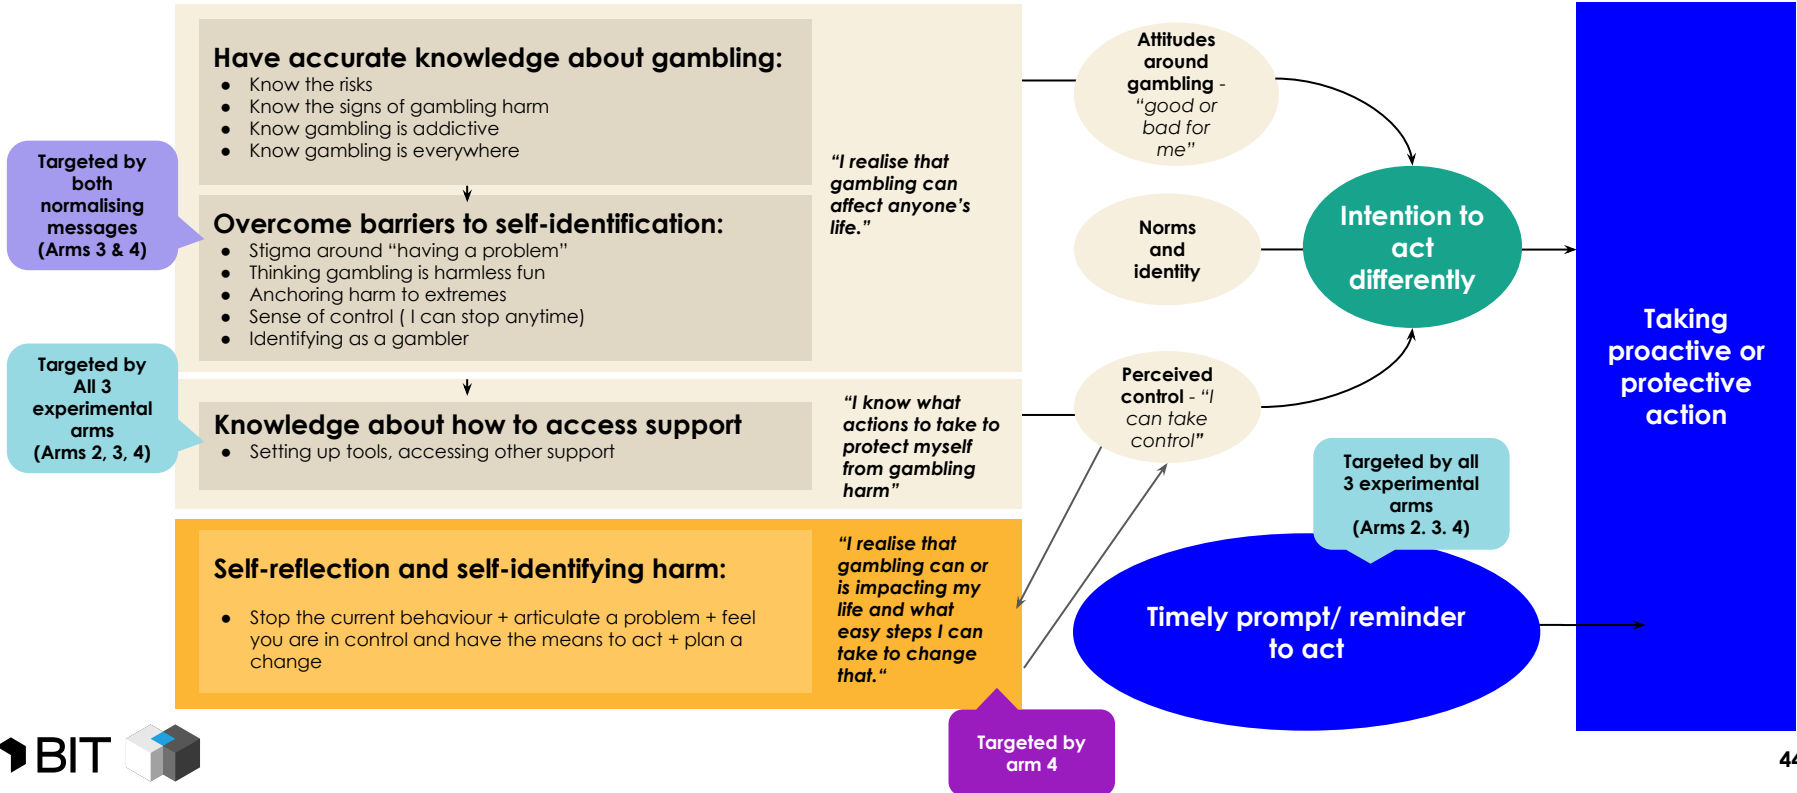 Have accurate knowledge about gambling:
● Know the risks
● Know the signs of gambling harm
● Know gambling is addictive
● Know gambling is everywhere
Targeted by
both
normalising
messages
(Arms 3 & 4)
Overcome barriers to self-identification:
● Stigma around “having a problem”
● Thinking gambling is harmless fun
● Anchoring harm to extremes
● Sense of control ( I can stop anytime)
● Identifying as a gambler
“I realise that
gambling can
affect anyone’s
life.”
Targeted by
All 3
experimental
arms
(Arms 2, 3, 4)
Knowledge about how to access support
● Setting up tools, accessing other support
“I know what
actions to take to
protect myself
from gambling
harm”
Self-reflection and self-identifying harm:
● Stop the current behaviour + articulate a problem + feel
you are in control and have the means to act + plan a
change
“I realise that
gambling can or
is impacting my
life and what
easy steps I can
take to change
that.“
Targeted by
arm 4
Attitudes
around
gambling -
“good or
bad for
me”
Norms
and
identity
Perceived
control - “I
can take
control”
Intention to
act
differently
Targeted by all
3 experimental
arms
(Arms 2. 3. 4)
Timely prompt/ reminder
to act
Taking
proactive or
protective
action
BIT
44